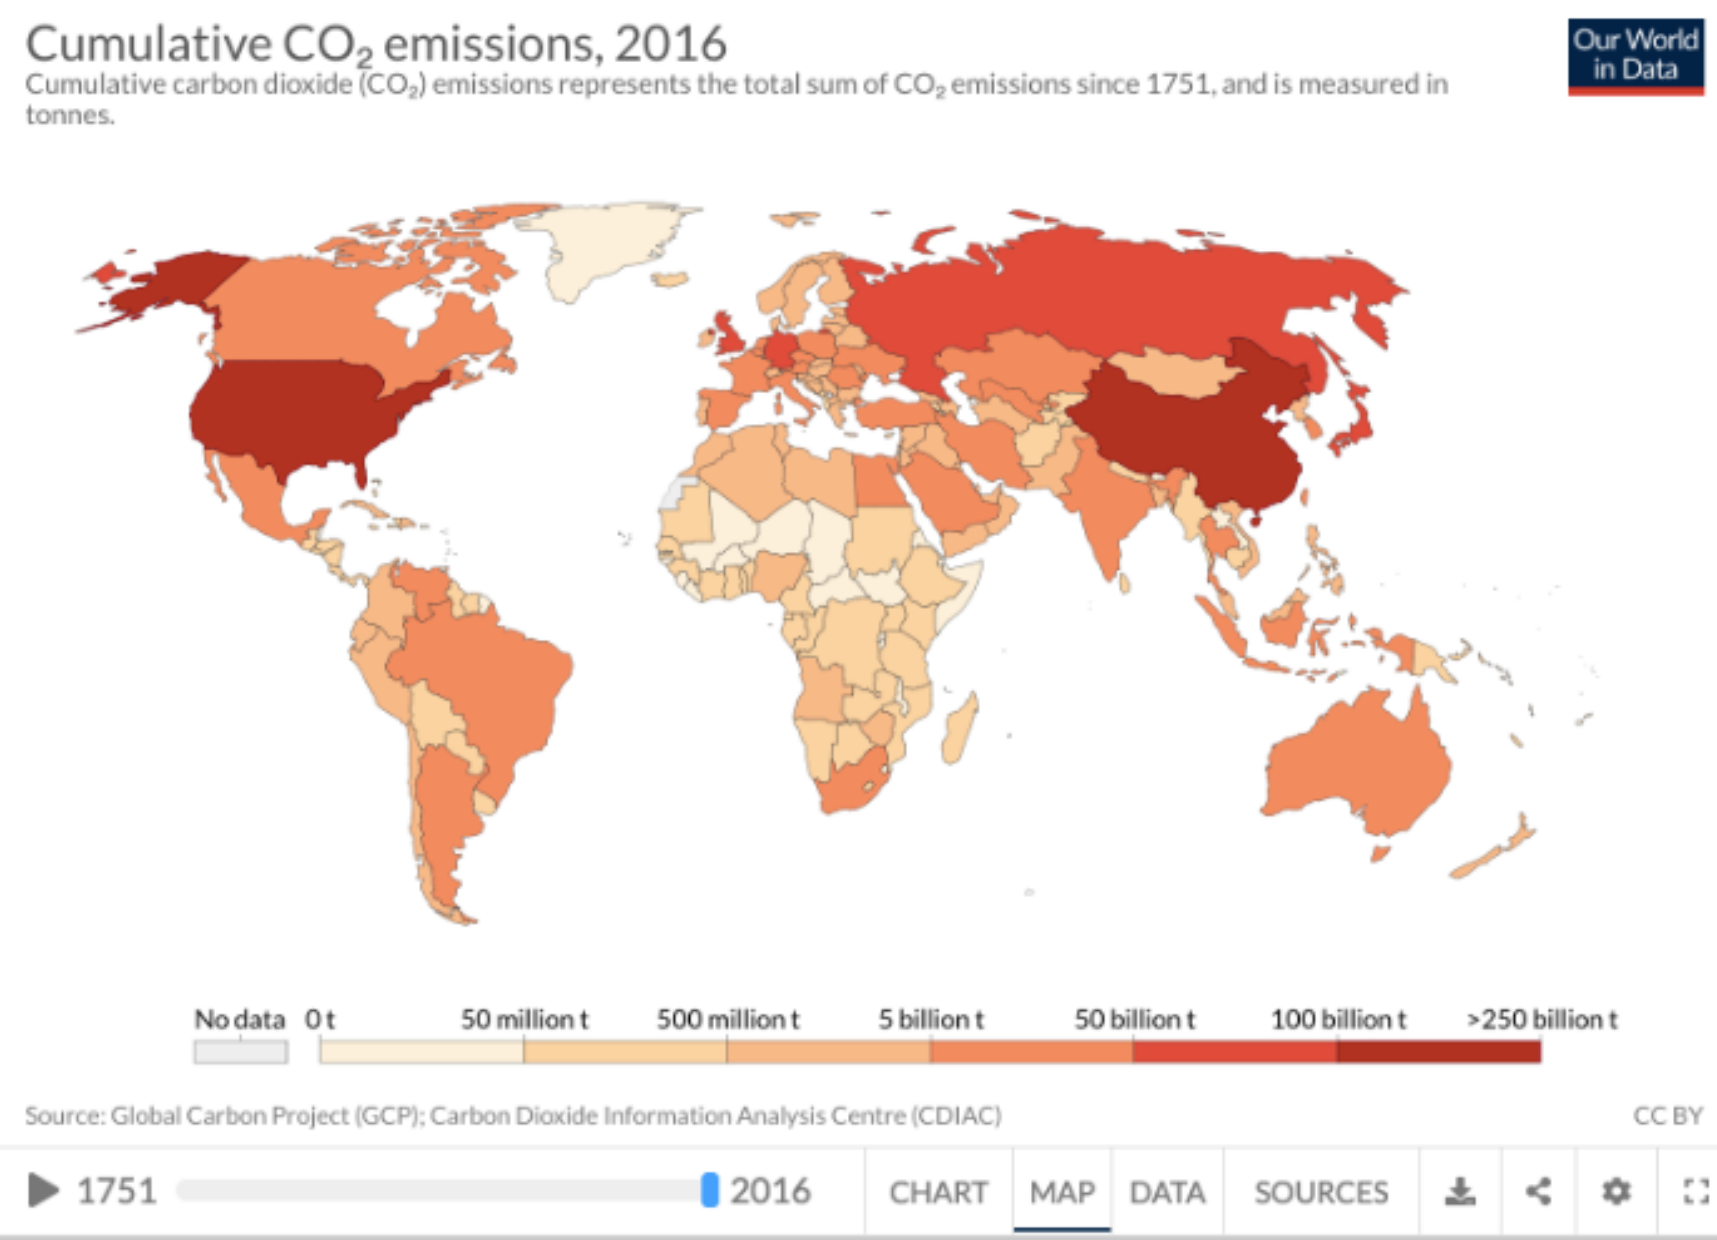 Cumulative CO₂ emissions, 2016
Our World
in Data
Cumulative carbon dioxide (CO₂) emissions represents the total sum of CO₂ emissions since 1751, and is measured in
tonnes.
No data 0 t 50 million t 500 million t 5 billion t 50 billion t 100 billion t >250 billion t
Source: Global Carbon Project (GCP); Carbon Dioxide Information Analysis Centre (CDIAC) CC BY
1751 2016 CHART MAP DATA SOURCES